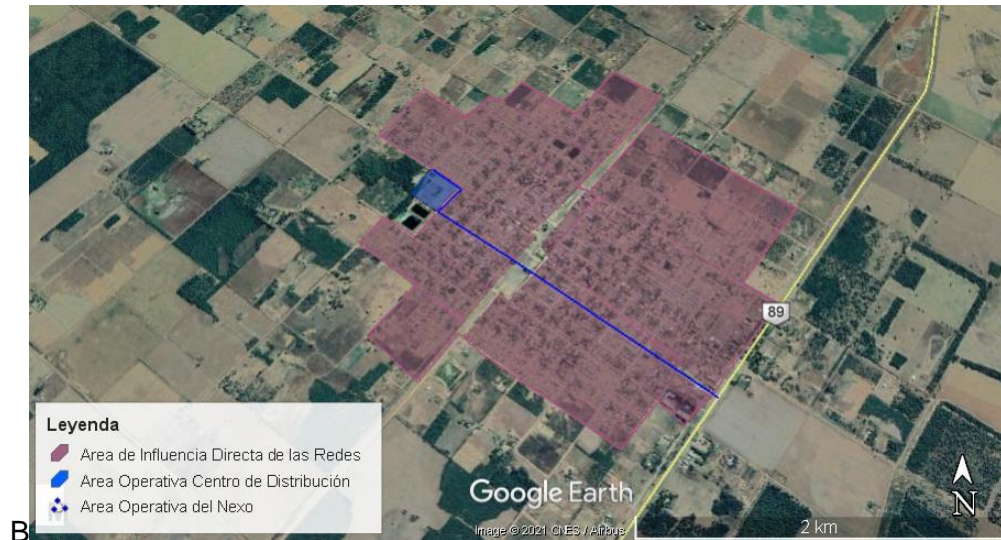 89
Leyenda
Area de Influencia Directa de las Redes
Area Operativa Centro de Distribución
Area Operativa del Nexo
Google Earth
Image © 2021 CNES / Airbus
2 km
N
B